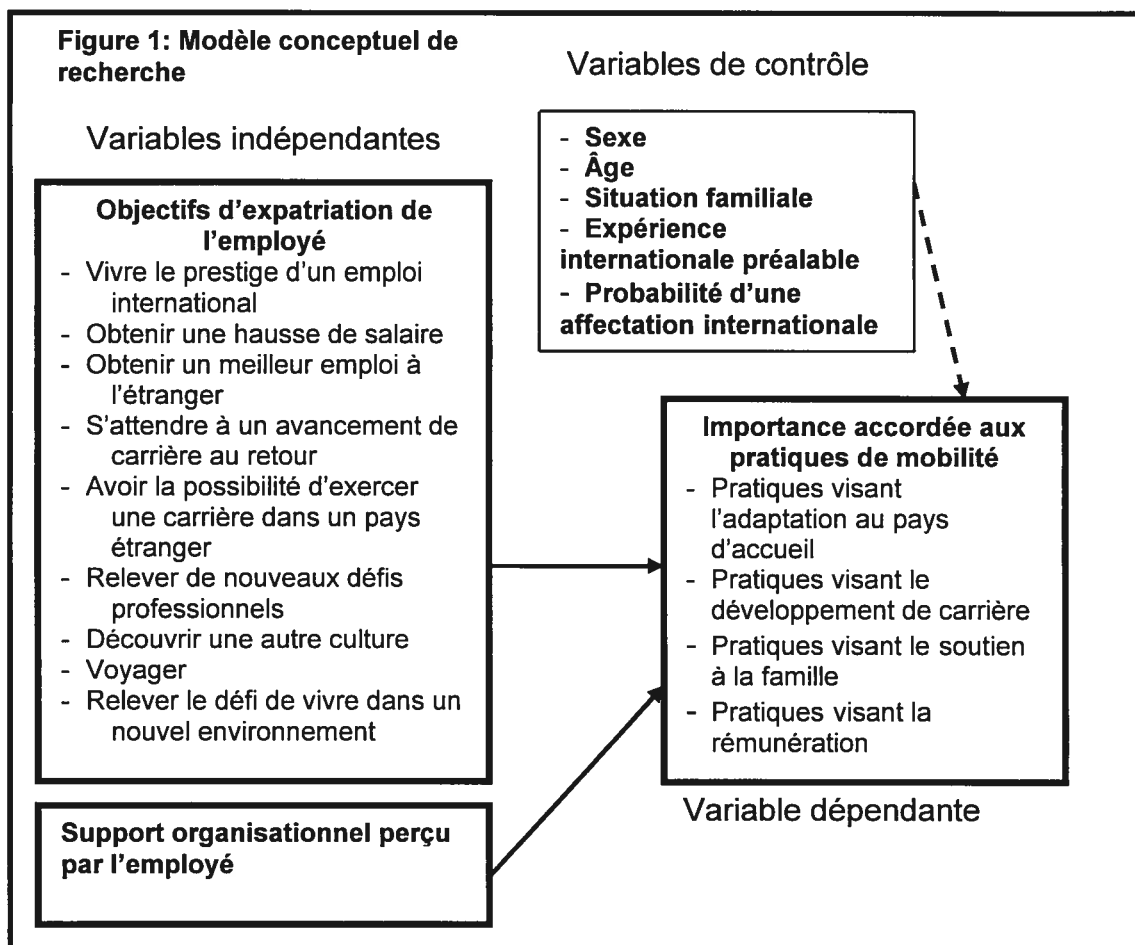 Figure 1: Modèle conceptuel de
recherche
Variables indépendantes
Objectifs d'expatriation de
l'employé
- Vivre le prestige d'un emploi
international
- Obtenir une hausse de salaire
- Obtenir un meilleur emploi à
l'étranger
- S'attendre à un avancement de
carrière au retour
- Avoir la possibilité d'exercer
une carrière dans un pays
étranger
- Relever de nouveaux défis
professionnels
- Découvrir une autre culture
- Voyager
- Relever le défi de vivre dans un
nouvel environnement
Support organisationnel perçu
par l'employé
Variables de contrôle
- Sexe
- Âge
- Situation familiale
- Expérience
internationale préalable
- Probabilité d'une
affectation internationale
Importance accordée aux
pratiques de mobilité
- Pratiques visant
l'adaptation au pays
d'accueil
- Pratiques visant le
développement de carrière
- Pratiques visant le soutien
à la famille
- Pratiques visant la
rémunération
Variable dépendante